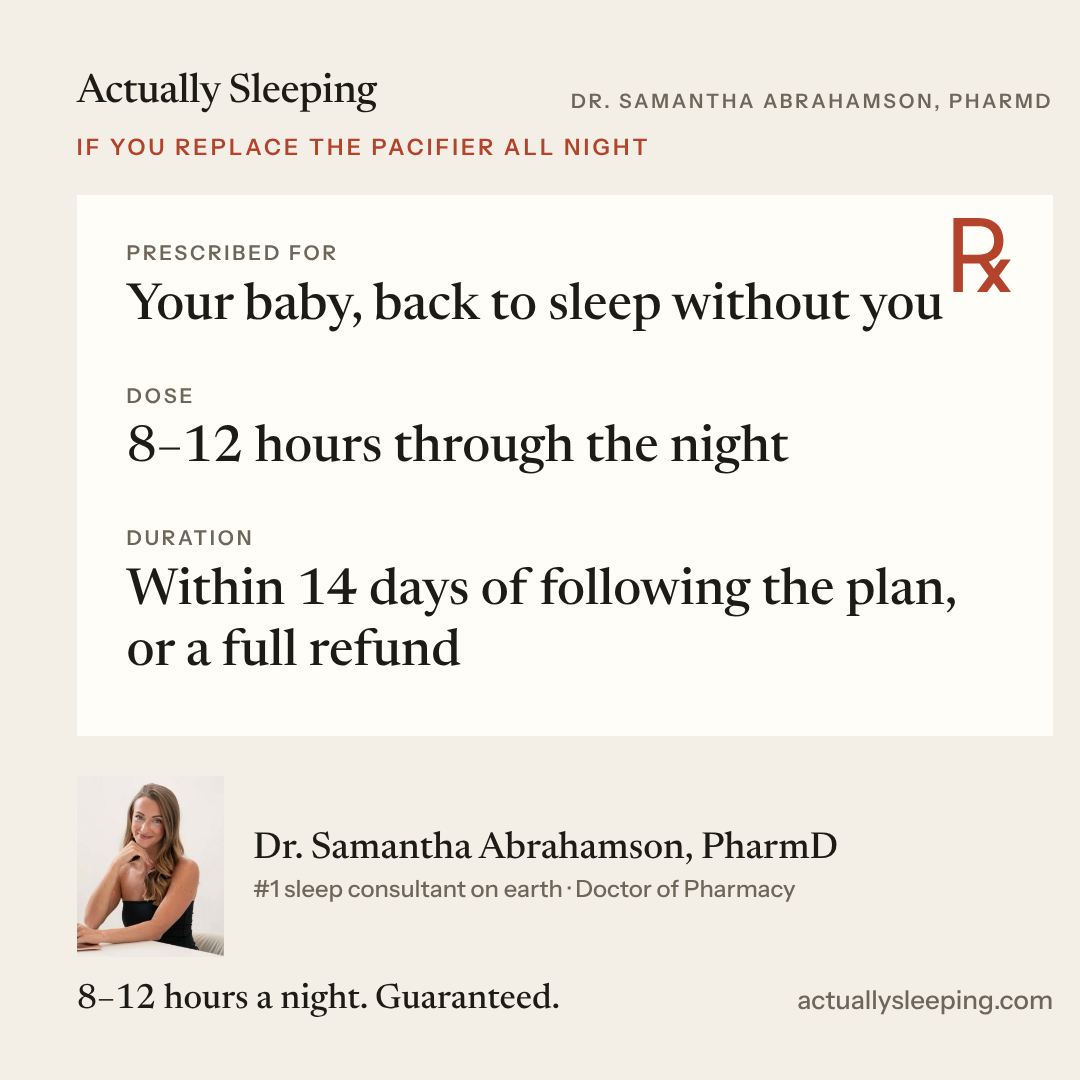 Actually Sleeping
DR. SAMANTHA ABRAHAMSON, PHARMD
IF YOU REPLACE THE PACIFIER ALL NIGHT
PRESCRIBED FOR
℞
Your baby, back to sleep without you
DOSE
8–12 hours through the night
DURATION
Within 14 days of following the plan,
or a full refund
Dr. Samantha Abrahamson, PharmD
#1 sleep consultant on earth · Doctor of Pharmacy
8–12 hours a night. Guaranteed.
actuallysleeping.com